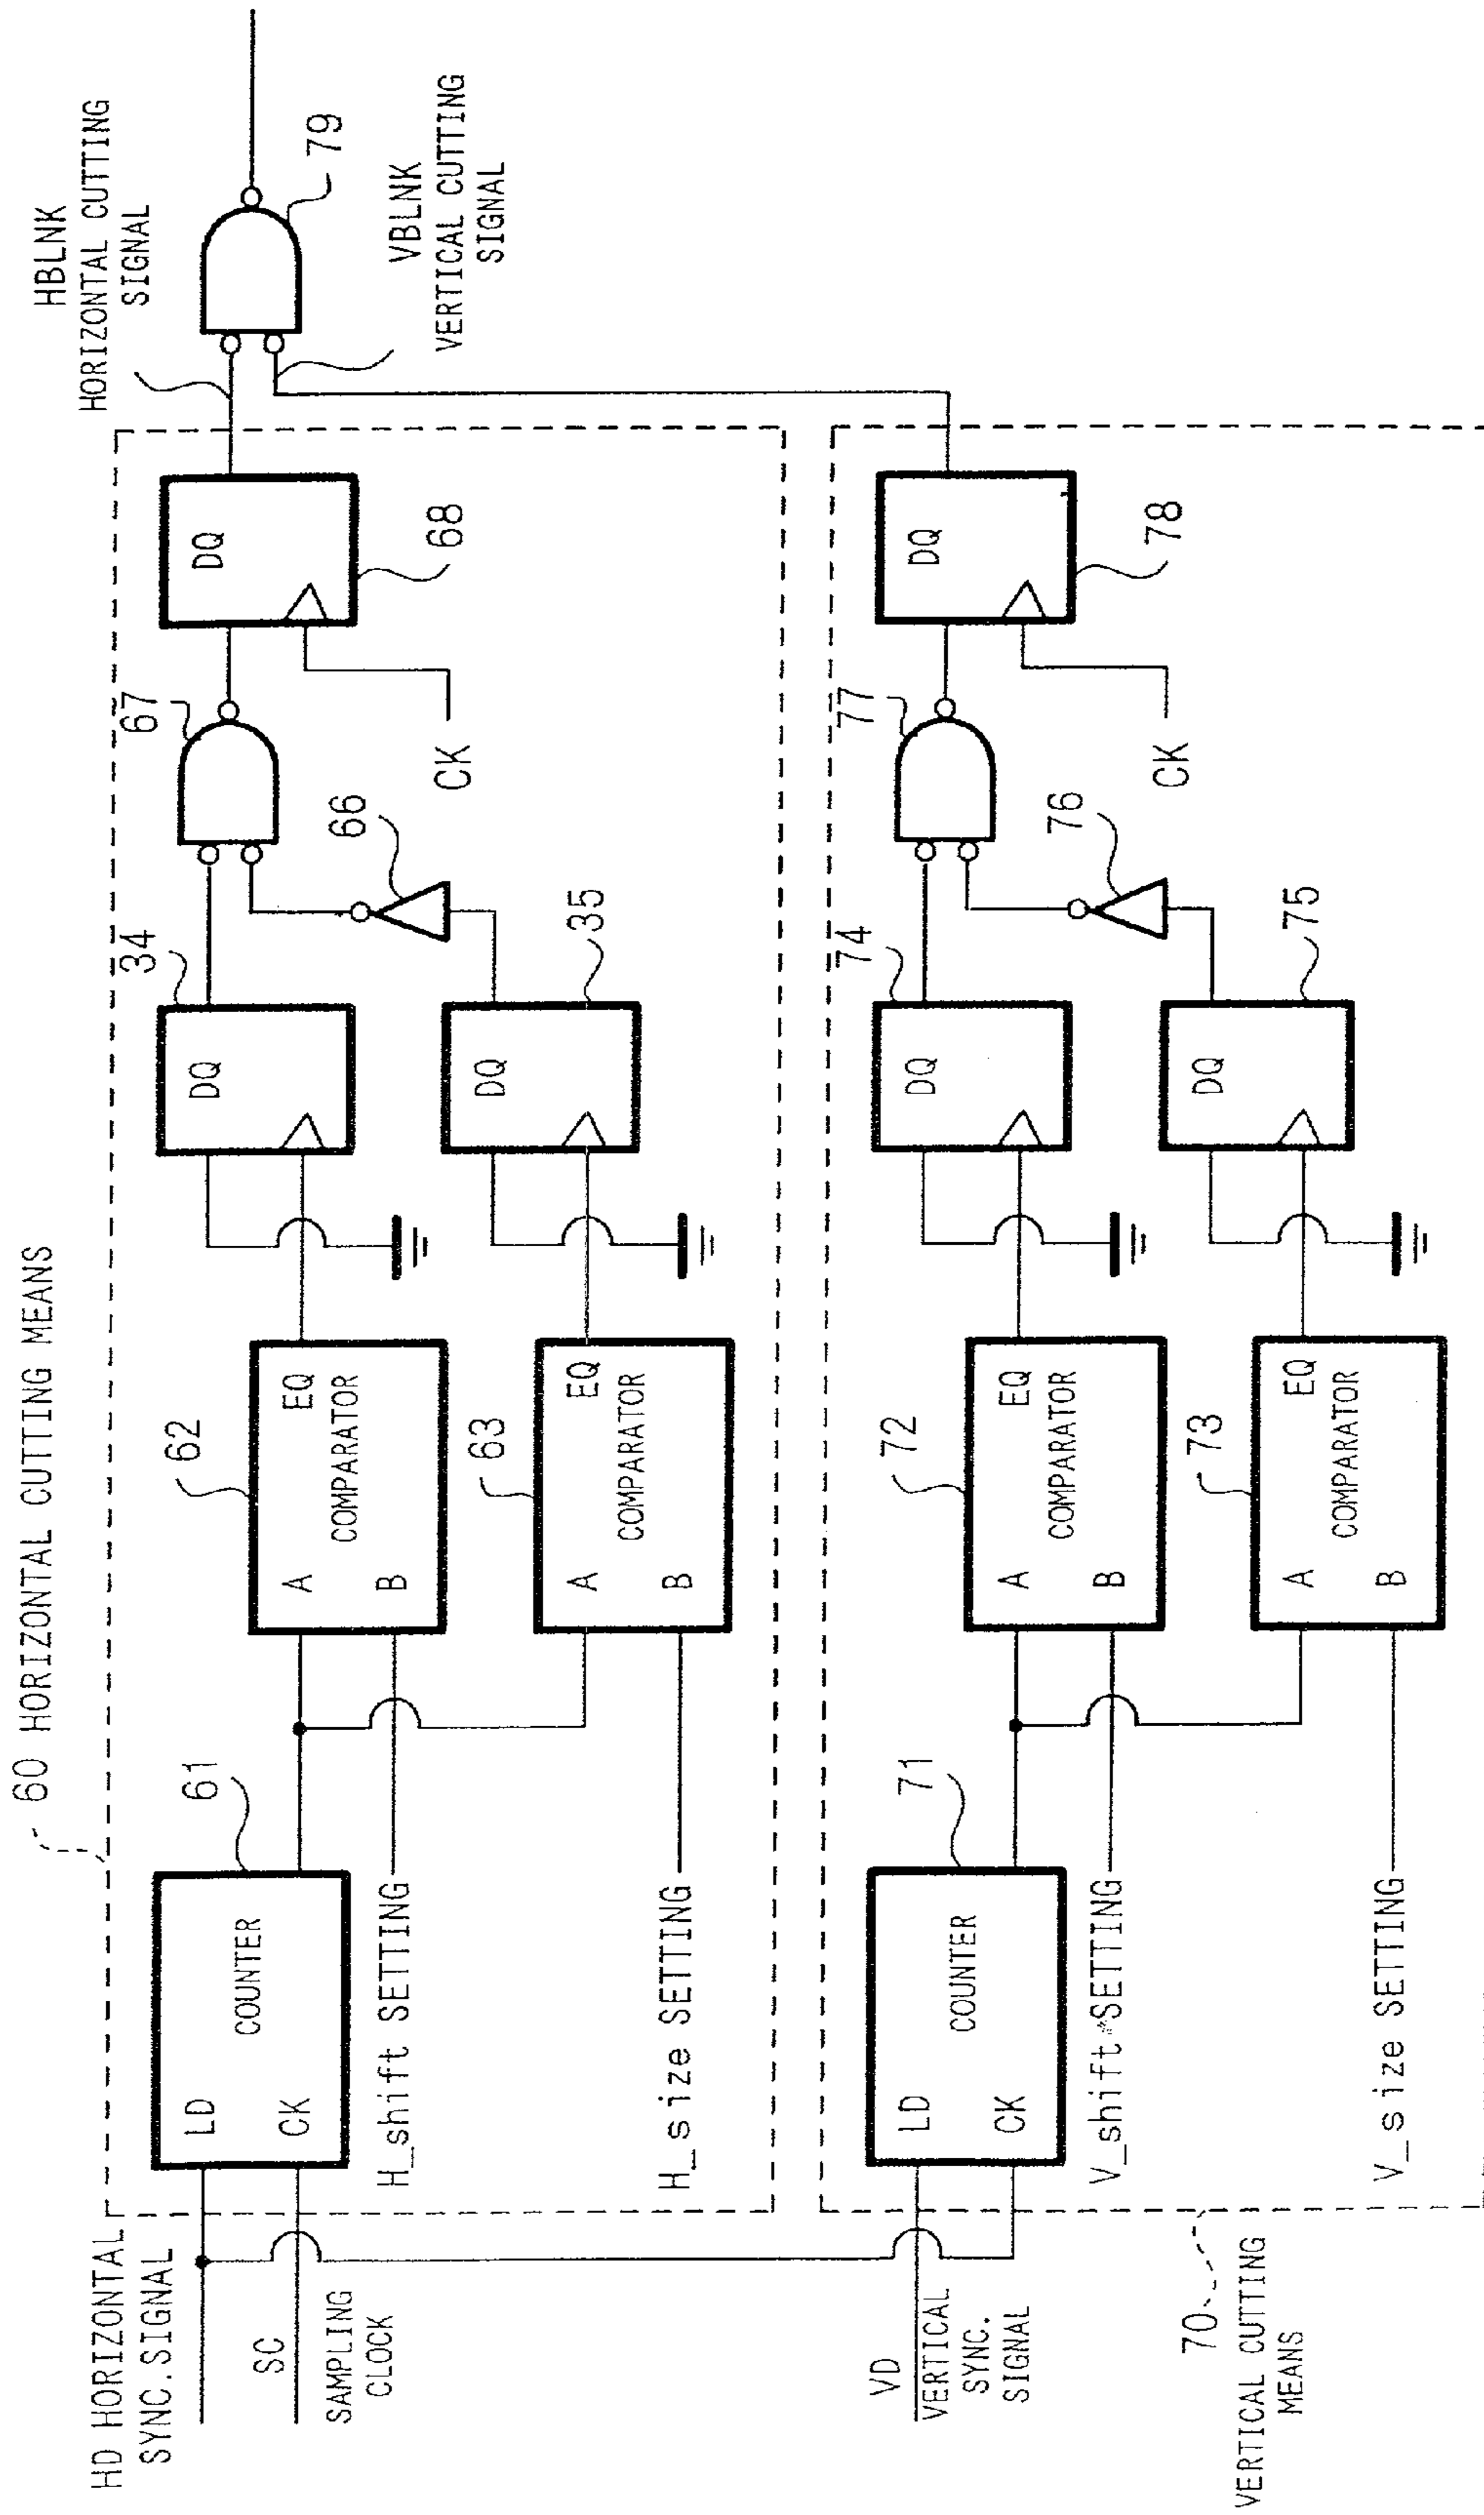 60 HORIZONTAL CUTTING MEANS
HD HORIZONTAL
SYNC.SIGNAL
SC
SAMPLING
CLOCK
LD
CK
COUNTER
61
H_shift SETTING
H_size SETTING
62
A
B
EQ
COMPARATOR
63
A
B
EQ
COMPARATOR
34
DQ
35
DQ
66
67
CK
DQ
68
HBLNK
HORIZONTAL CUTTING
SIGNAL
79
VBLNK
VERTICAL CUTTING
SIGNAL
VD
VERTICAL
SYNC.
SIGNAL
70
VERTICAL CUTTING
MEANS
LD
CK
COUNTER
71
V_shift SETTING
V_size SETTING
72
A
B
EQ
COMPARATOR
73
A
B
EQ
COMPARATOR
74
DQ
75
DQ
76
77
CK
DQ
78